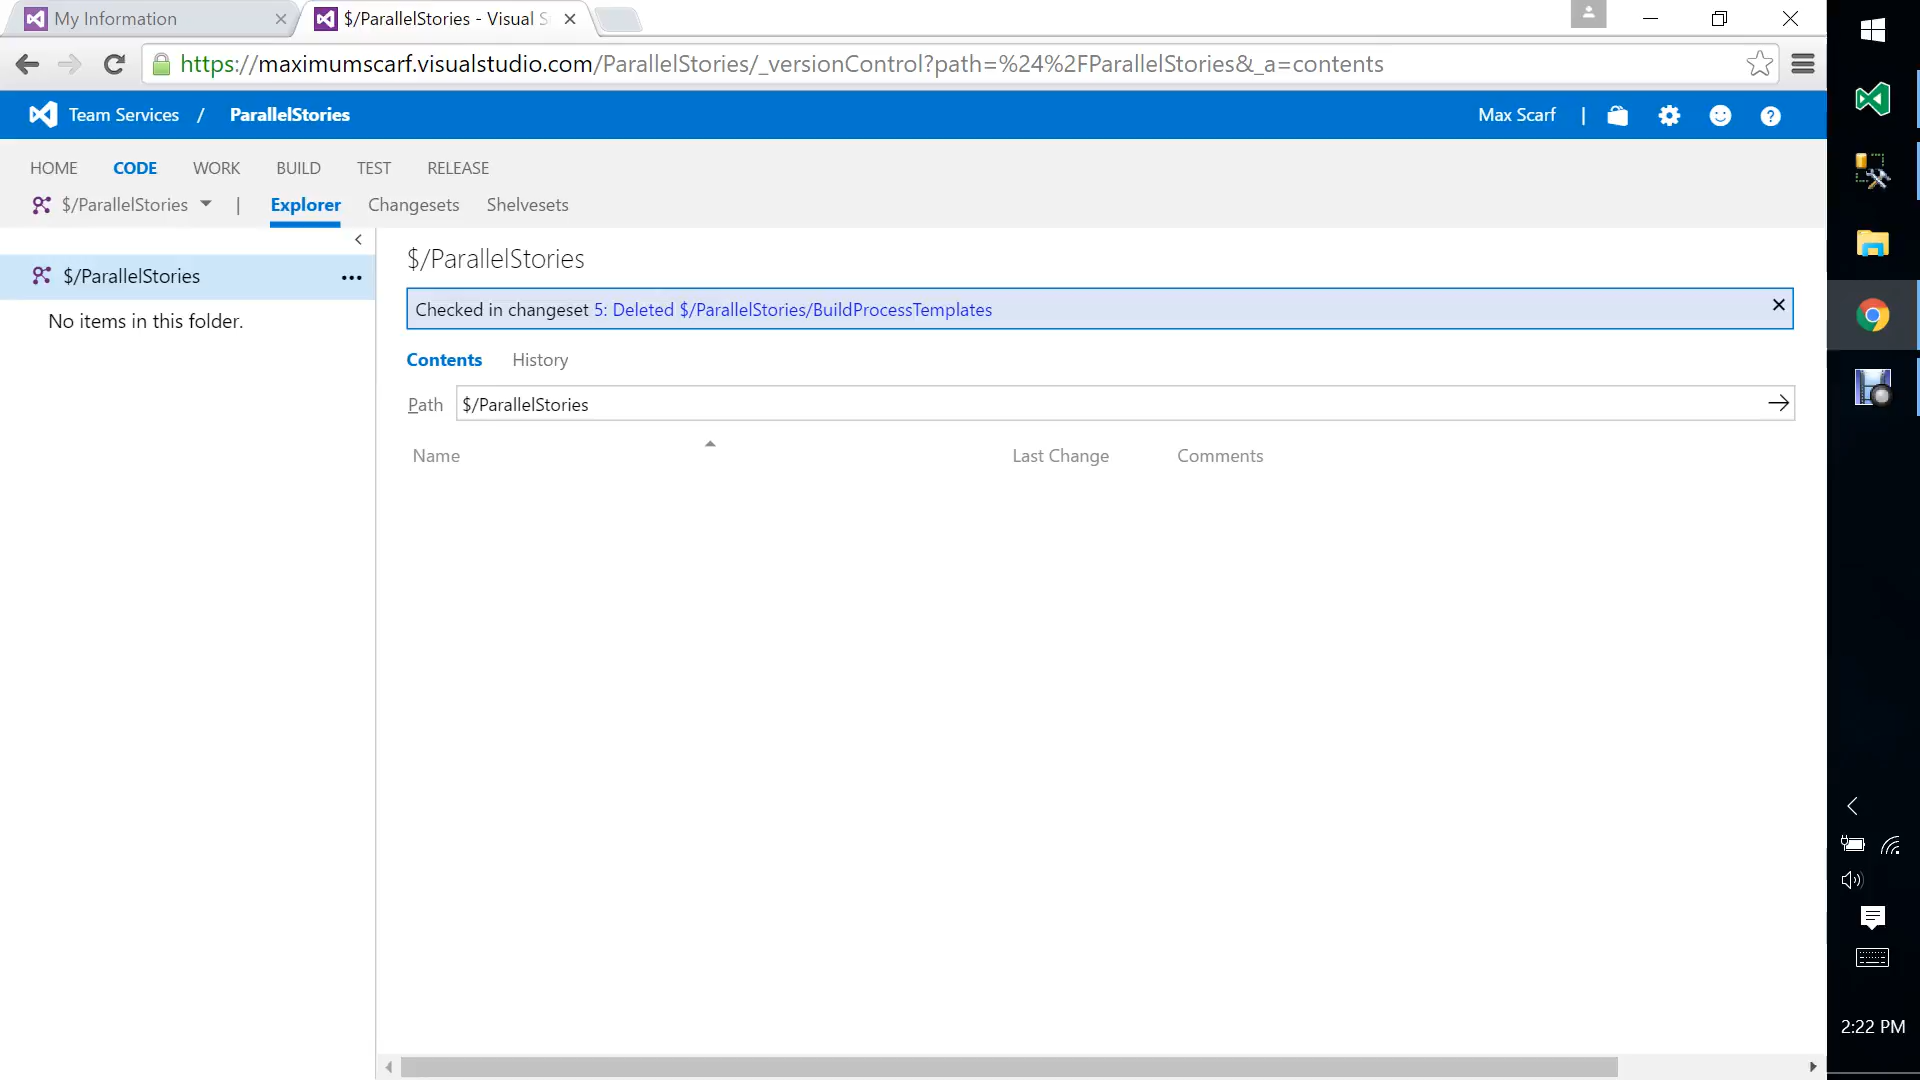 My Information
$/ParallelStories - Visual S
https://maximumscarf.visualstudio.com/ParallelStories/_versionControl?path=%24%2FParallelStories&_a=contents
Team Services / ParallelStories
Max Scarf |
HOME CODE WORK BUILD TEST RELEASE
$/ParallelStories | Explorer Changesets Shelvesets
$/ParallelStories ...
No items in this folder.
$/ParallelStories
Checked in changeset 5: Deleted $/ParallelStories/BuildProcessTemplates
Contents History
Path $/ParallelStories
Name Last Change Comments
2:22 PM